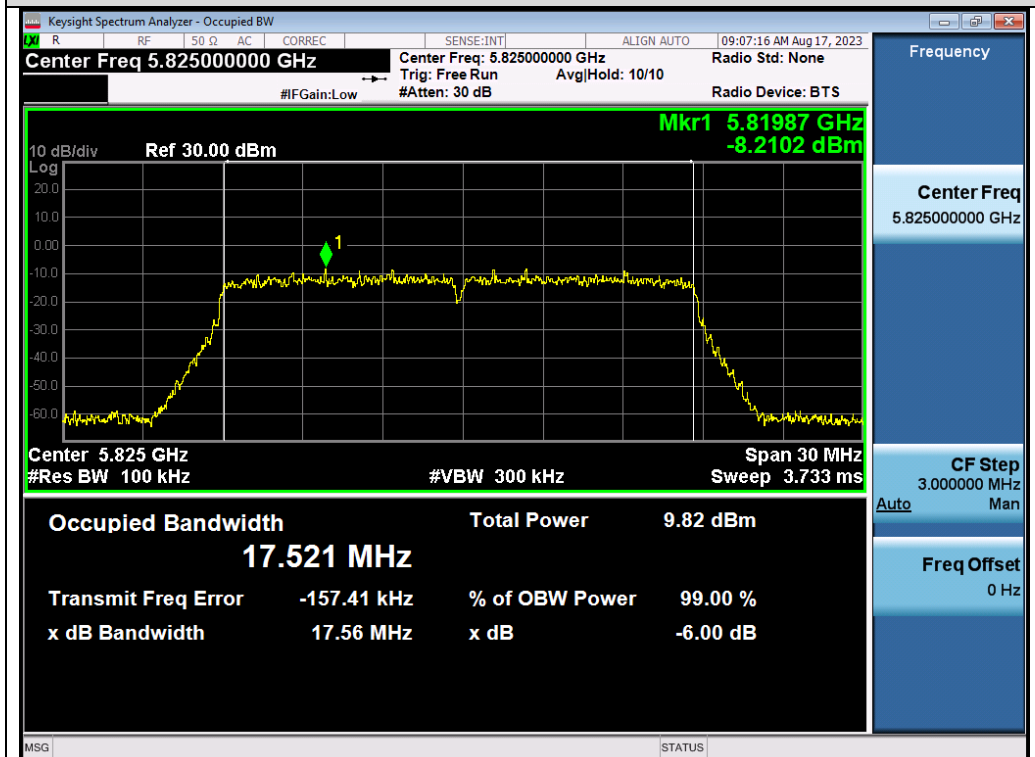 Keysight Spectrum Analyzer - Occupied BW
LXI R RF 50 Ω AC CORREC SENSE:INT ALIGN AUTO 09:07:16 AM Aug 17, 2023
Center Freq 5.825000000 GHz
Center Freq: 5.825000000 GHz
Radio Std: None
Trig: Free Run Avg|Hold: 10/10
#IFGain:Low
#Atten: 30 dB
Radio Device: BTS
Frequency
Mkr1 5.81987 GHz
-8.2102 dBm
10 dB/div Ref 30.00 dBm
Log
20.0
10.0
0.00
-10.0
-20.0
-30.0
-40.0
-50.0
-60.0
1
Center 5.825 GHz
Span 30 MHz
#Res BW 100 kHz
#VBW 300 kHz
Sweep 3.733 ms
Center Freq
5.825000000 GHz
CF Step
3.000000 MHz
Auto Man
Freq Offset
0 Hz
Occupied Bandwidth
17.521 MHz
Total Power 9.82 dBm
Transmit Freq Error -157.41 kHz
% of OBW Power 99.00 %
x dB Bandwidth 17.56 MHz
x dB -6.00 dB
MSG
STATUS